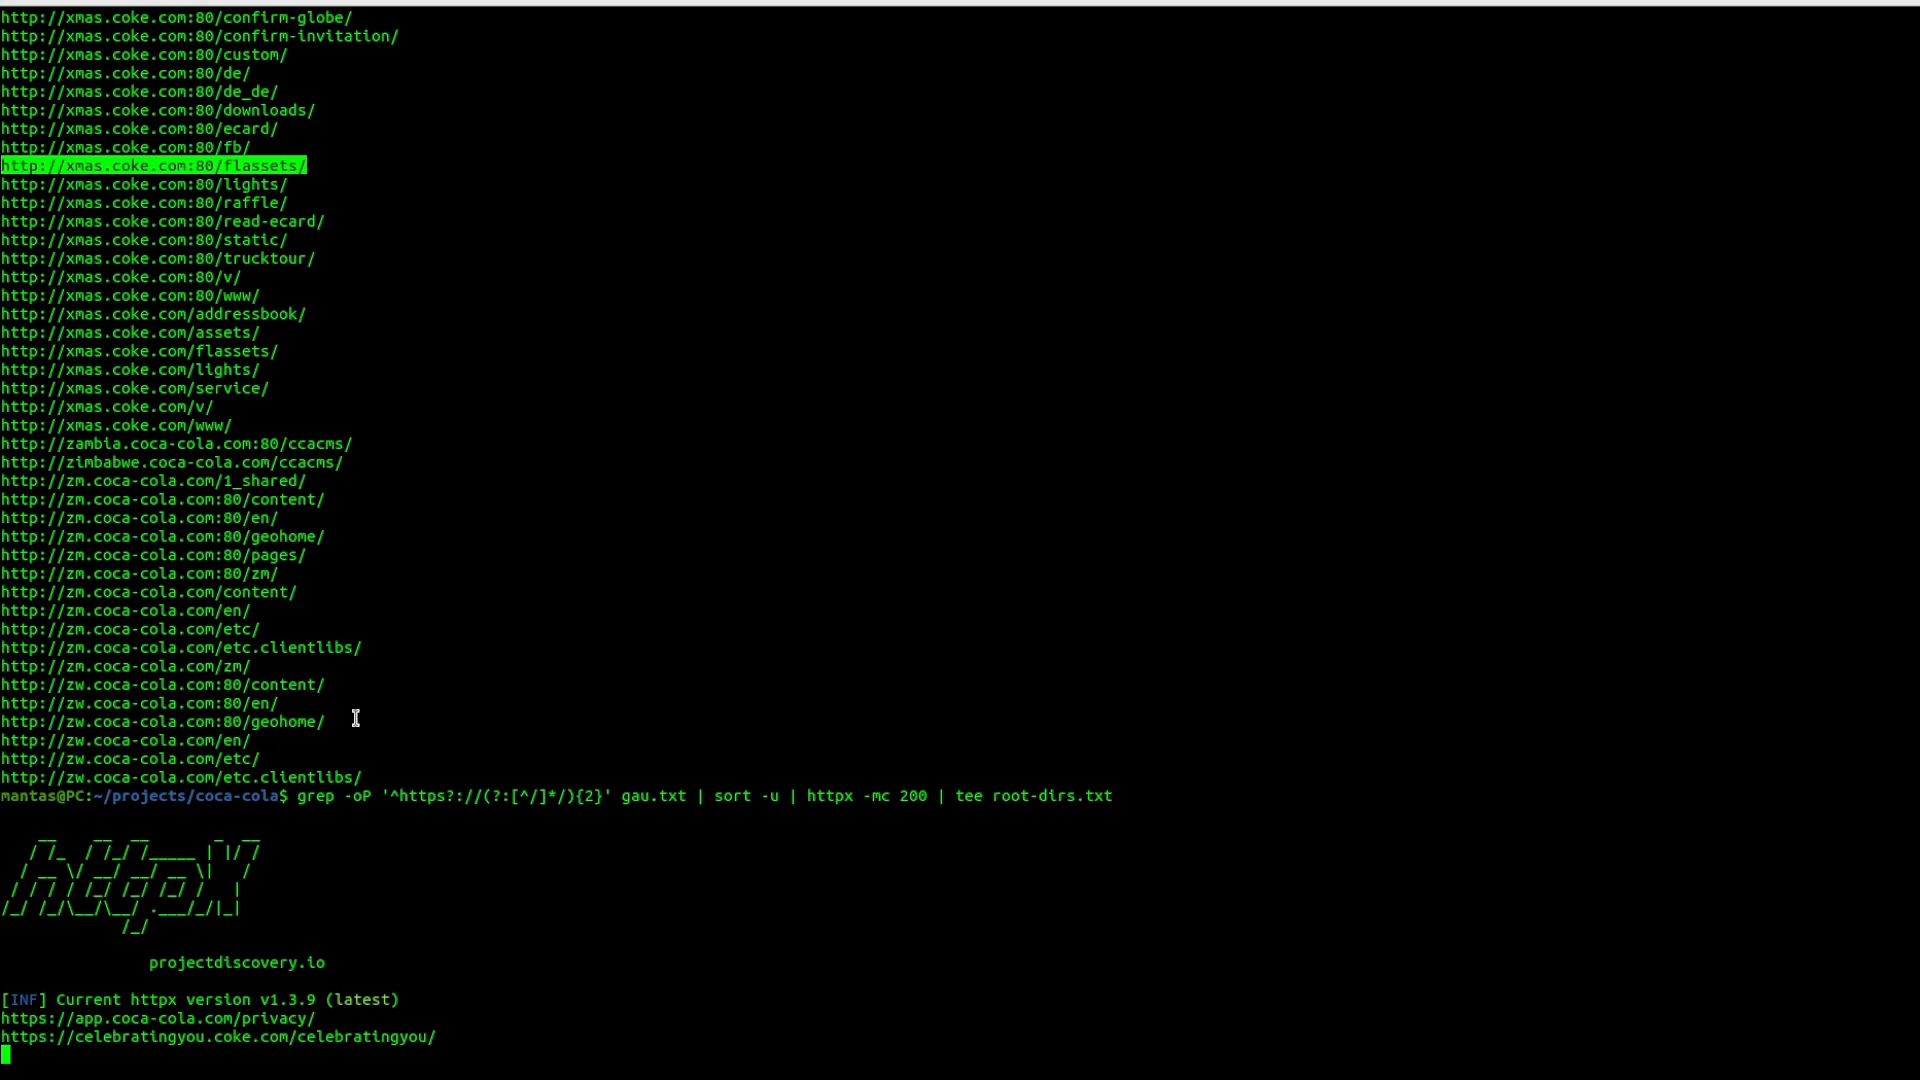 http://xmas.coke.com:80/confirm-globe/
http://xmas.coke.com:80/confirm-invitation/
http://xmas.coke.com:80/custom/
http://xmas.coke.com:80/de/
http://xmas.coke.com:80/de_de/
http://xmas.coke.com:80/downloads/
http://xmas.coke.com:80/ecard/
http://xmas.coke.com:80/fb/
http://xmas.coke.com:80/flassets/
http://xmas.coke.com:80/lights/
http://xmas.coke.com:80/raffle/
http://xmas.coke.com:80/read-ecard/
http://xmas.coke.com:80/static/
http://xmas.coke.com:80/trucktour/
http://xmas.coke.com:80/v/
http://xmas.coke.com:80/www/
http://xmas.coke.com/addressbook/
http://xmas.coke.com/assets/
http://xmas.coke.com/flassets/
http://xmas.coke.com/lights/
http://xmas.coke.com/service/
http://xmas.coke.com/v/
http://xmas.coke.com/www/
http://zambia.coca-cola.com:80/ccacms/
http://zimbabwe.coca-cola.com/ccacms/
http://zm.coca-cola.com/1_shared/
http://zm.coca-cola.com:80/content/
http://zm.coca-cola.com:80/en/
http://zm.coca-cola.com:80/geohome/
http://zm.coca-cola.com:80/pages/
http://zm.coca-cola.com:80/zm/
http://zm.coca-cola.com/content/
http://zm.coca-cola.com/en/
http://zm.coca-cola.com/etc/
http://zm.coca-cola.com/etc.clientlibs/
http://zm.coca-cola.com/zm/
http://zw.coca-cola.com:80/content/
http://zw.coca-cola.com:80/en/
http://zw.coca-cola.com:80/geohome/
http://zw.coca-cola.com/en/
http://zw.coca-cola.com/etc/
http://zw.coca-cola.com/etc.clientlibs/
mantas@PC:~/projects/coca-cola$ grep -oP '^https?://(?:[^/]*/){2}' gau.txt | sort -u | httpx -mc 200 | tee root-dirs.txt
httpx
projectdiscovery.io
[INF] Current httpx version v1.3.9 (latest)
https://app.coca-cola.com/privacy/
https://celebratingyou.coke.com/celebratingyou/